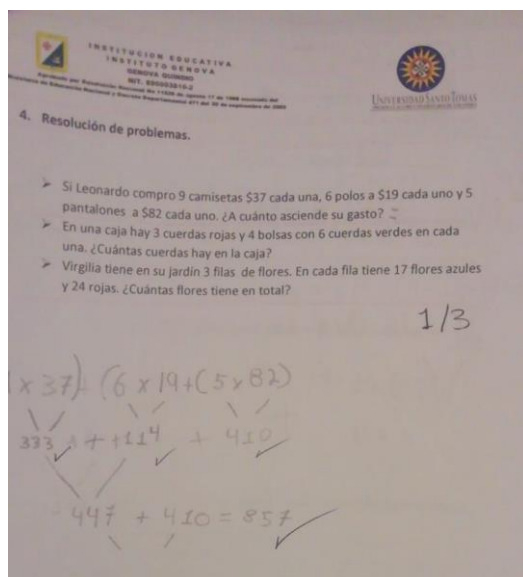 INSTITUCION EDUCATIVA
INSTITUTO GENOVA
GENOVA QUINDIO
UNIVERSIDAD SANTO TOMAS
4. Resolución de problemas.
➤ Si Leonardo compro 9 camisetas $37 cada una, 6 polos a $19 cada uno y 5
pantalones a $82 cada uno. ¿A cuánto asciende su gasto?
➤ En una caja hay 3 cuerdas rojas y 4 bolsas con 6 cuerdas verdes en cada
una. ¿Cuántas cuerdas hay en la caja?
➤ Virgilia tiene en su jardín 3 filas de flores. En cada fila tiene 17 flores azules
y 24 rojas. ¿Cuántas flores tiene en total?
1/3
x 37) + (6 x 19 + (5 x 82)
333 + + 114 + 410
447 + 410 = 857